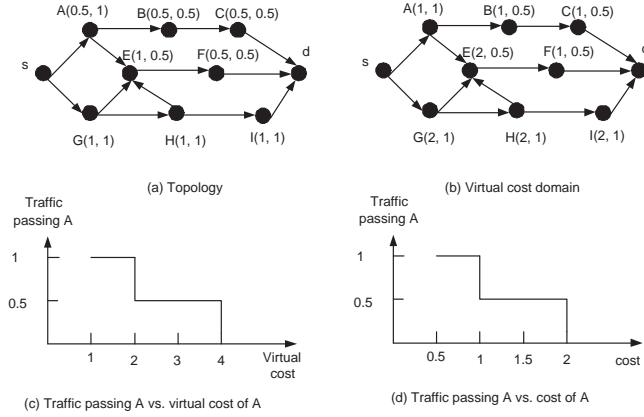 A(0.5, 1)
B(0.5, 0.5)
C(0.5, 0.5)
s
E(1, 0.5)
F(0.5, 0.5)
d
G(1, 1)
H(1, 1)
I(1, 1)
(a) Topology
A(1, 1)
B(1, 0.5)
C(1, 0.5)
s
E(2, 0.5)
F(1, 0.5)
G(2, 1)
H(2, 1)
I(2, 1)
(b) Virtual cost domain
Traffic
passing A
1
0.5
1
2
3
4
Virtual
cost
(c) Traffic passing A vs. virtual cost of A
Traffic
passing A
1
0.5
0.5
1
1.5
2
cost
(d) Traffic passing A vs. cost of A